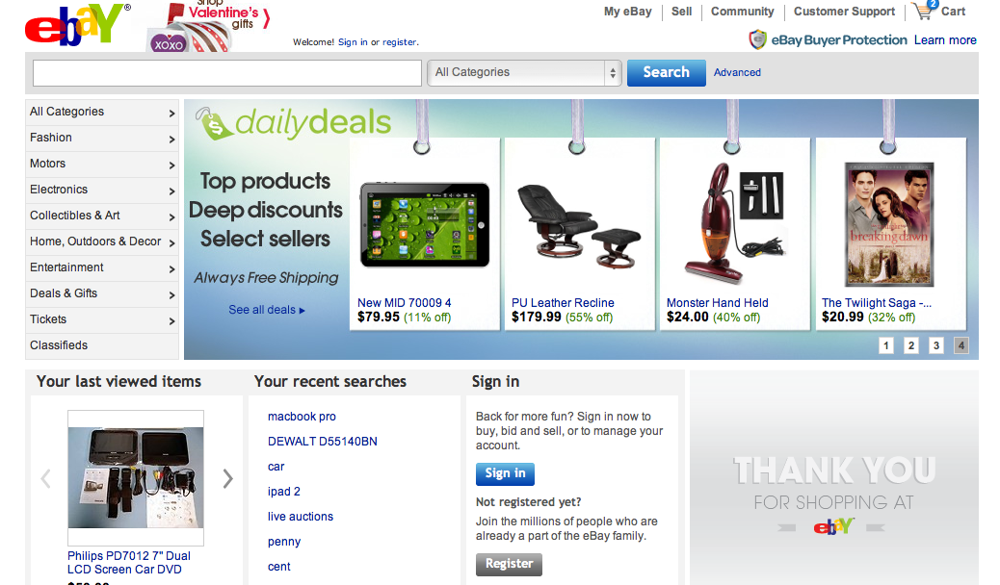 ebaY®
Shop
Valentine's
gifts
XOXO
Welcome! Sign in or register.
My eBay
Sell
Community
Customer Support
2
Cart
eBay Buyer Protection Learn more
All Categories
Search
Advanced
All Categories
Fashion
Motors
Electronics
Collectibles & Art
Home, Outdoors & Decor
Entertainment
Deals & Gifts
Tickets
Classifieds
$
dailydeals
Top products
Deep discounts
Select sellers
Always Free Shipping
See all deals
New MID 70009 4
$79.95 (11% off)
PU Leather Recline
$179.99 (55% off)
Monster Hand Held
$24.00 (40% off)
breaking dawn
The Twilight Saga -...
$20.99 (32% off)
1 2 3 4
Your last viewed items
Philips PD7012 7" Dual
LCD Screen Car DVD
Your recent searches
macbook pro
DEWALT D55140BN
car
ipad 2
live auctions
penny
cent
Sign in
Back for more fun? Sign in now to
buy, bid and sell, or to manage your
account.
Sign in
Not registered yet?
Join the millions of people who are
already a part of the eBay family.
Register
THANK YOU
FOR SHOPPING AT
ebaY